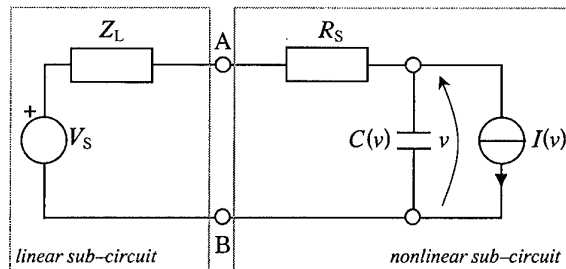 Z_L
A
R_S
+
V_S
C(v)
v
I(v)
B
linear sub-circuit
nonlinear sub-circuit